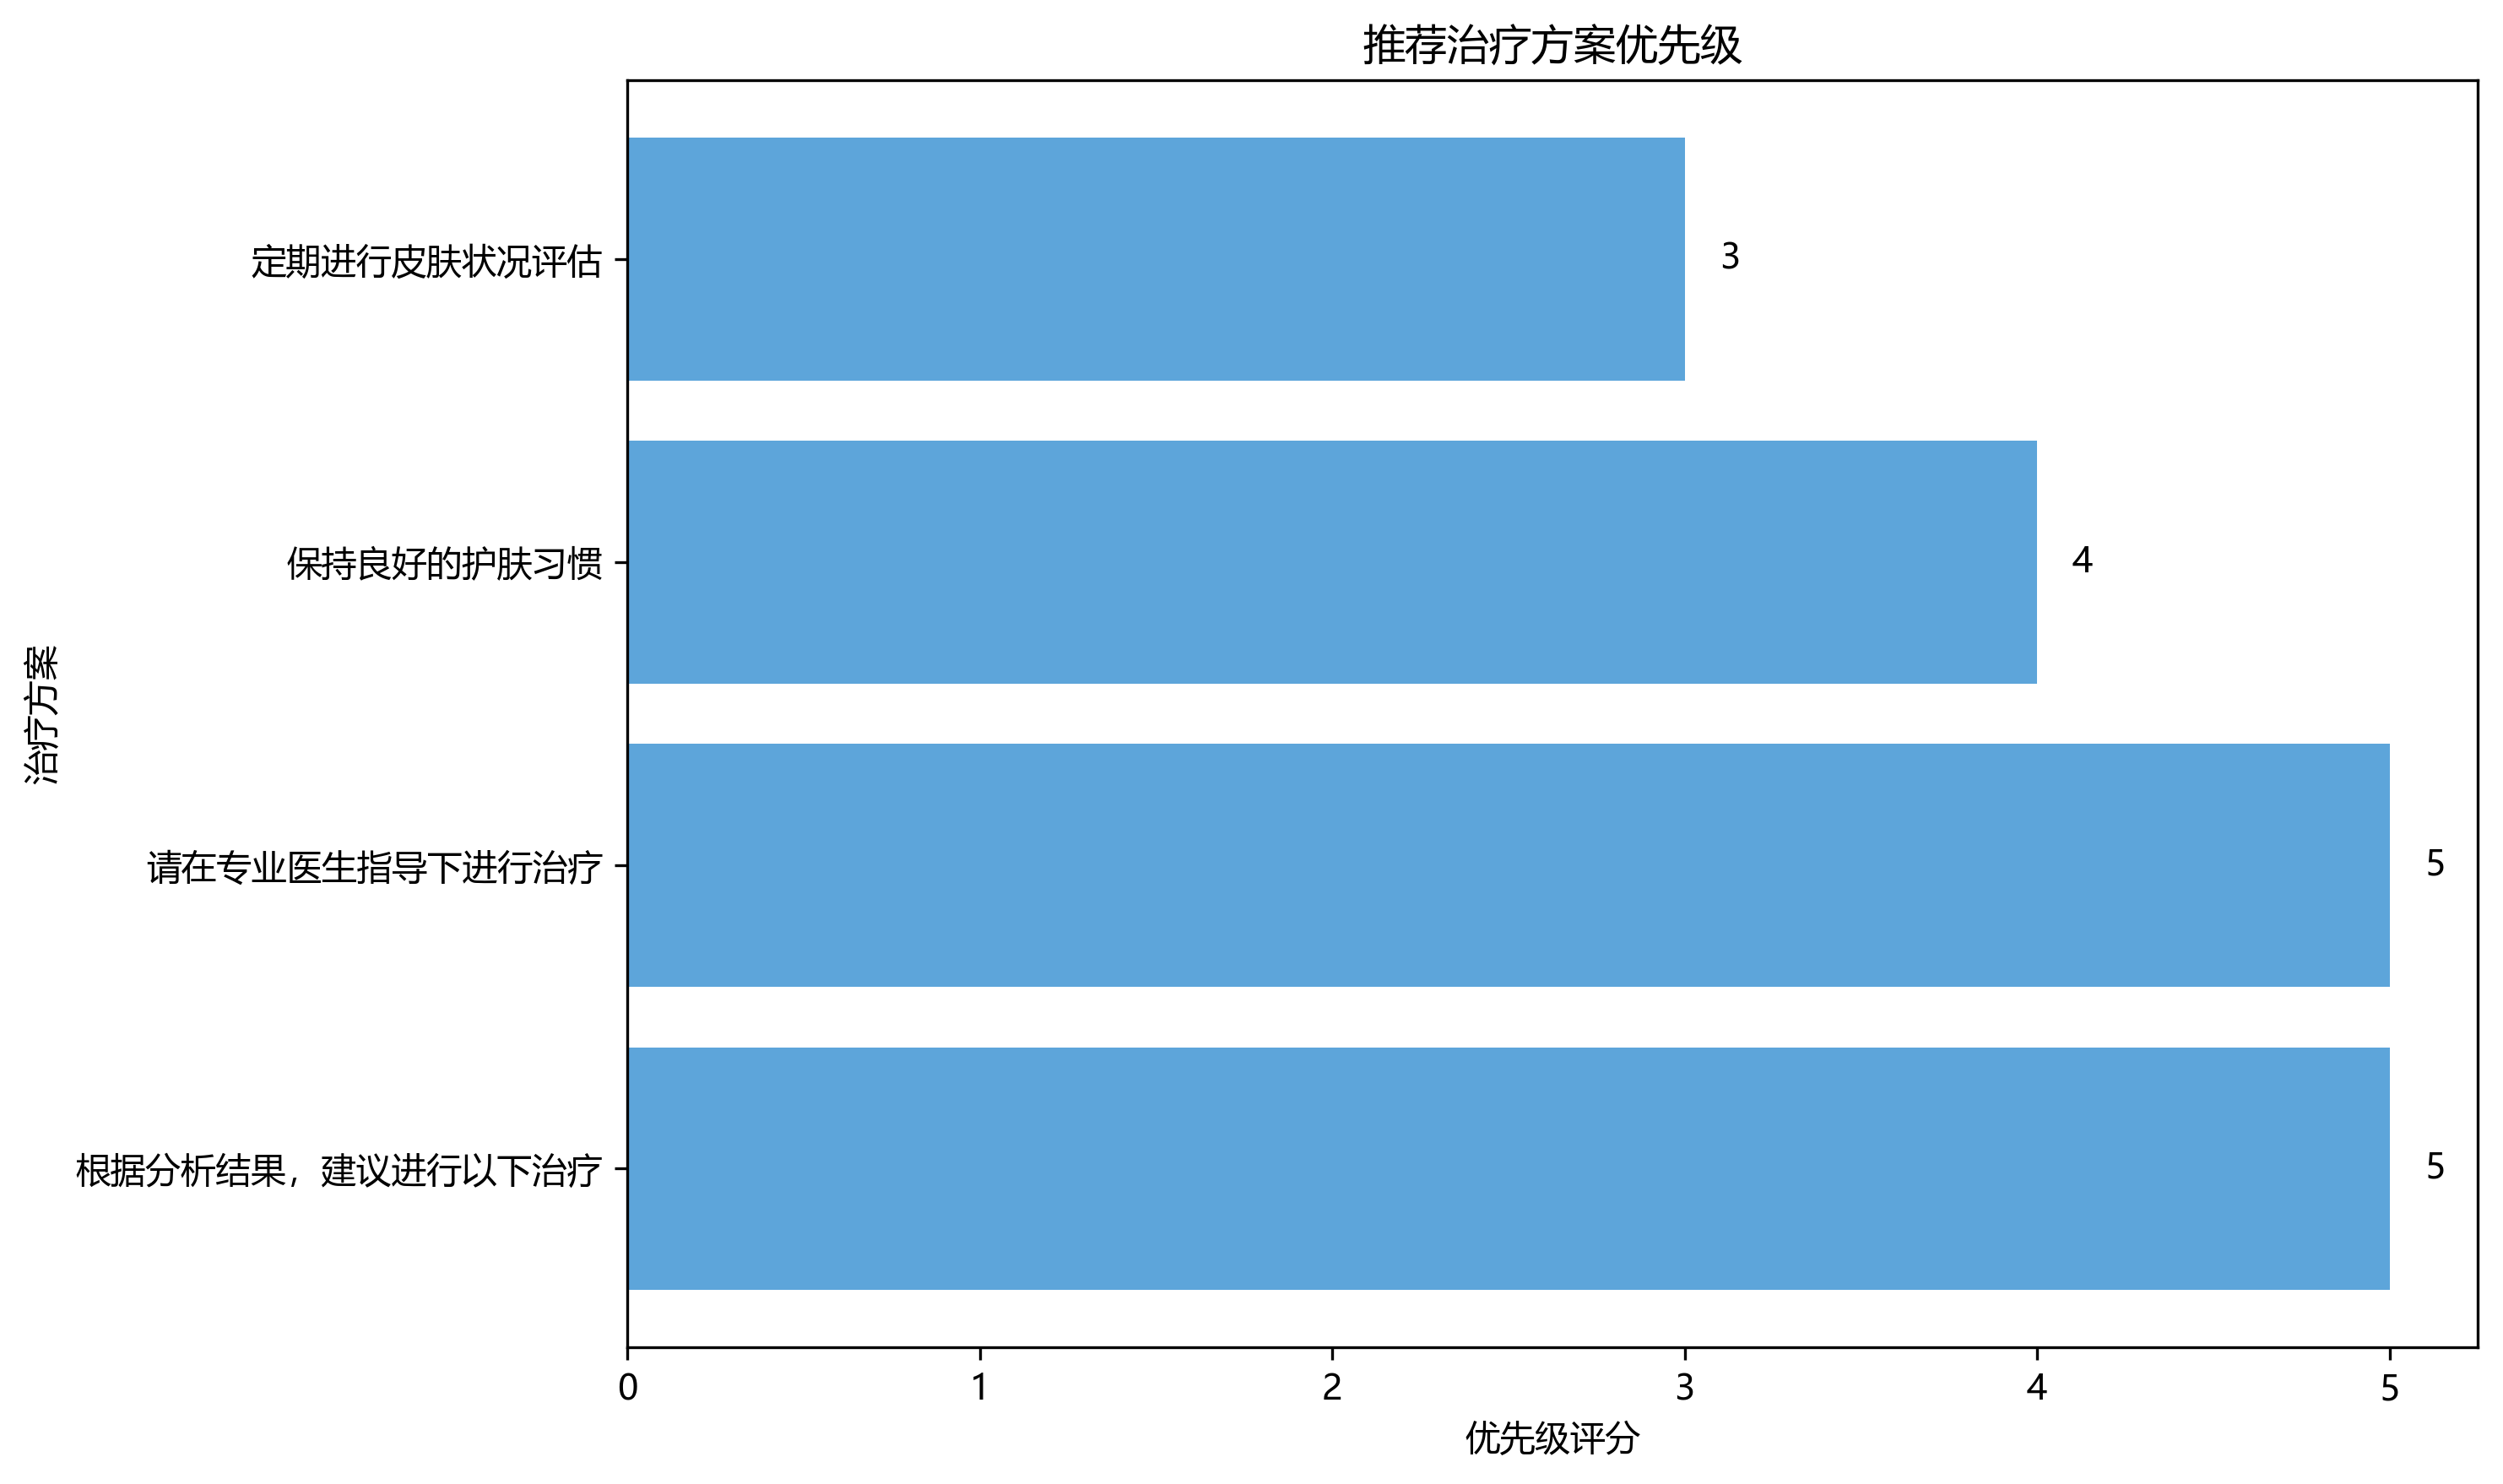 推荐治疗方案优先级
治疗方案
定期进行皮肤状况评估
3
保持良好的护肤习惯
4
请在专业医生指导下进行治疗
5
根据分析结果，建议进行以下治疗
5
0 1 2 3 4 5
优先级评分